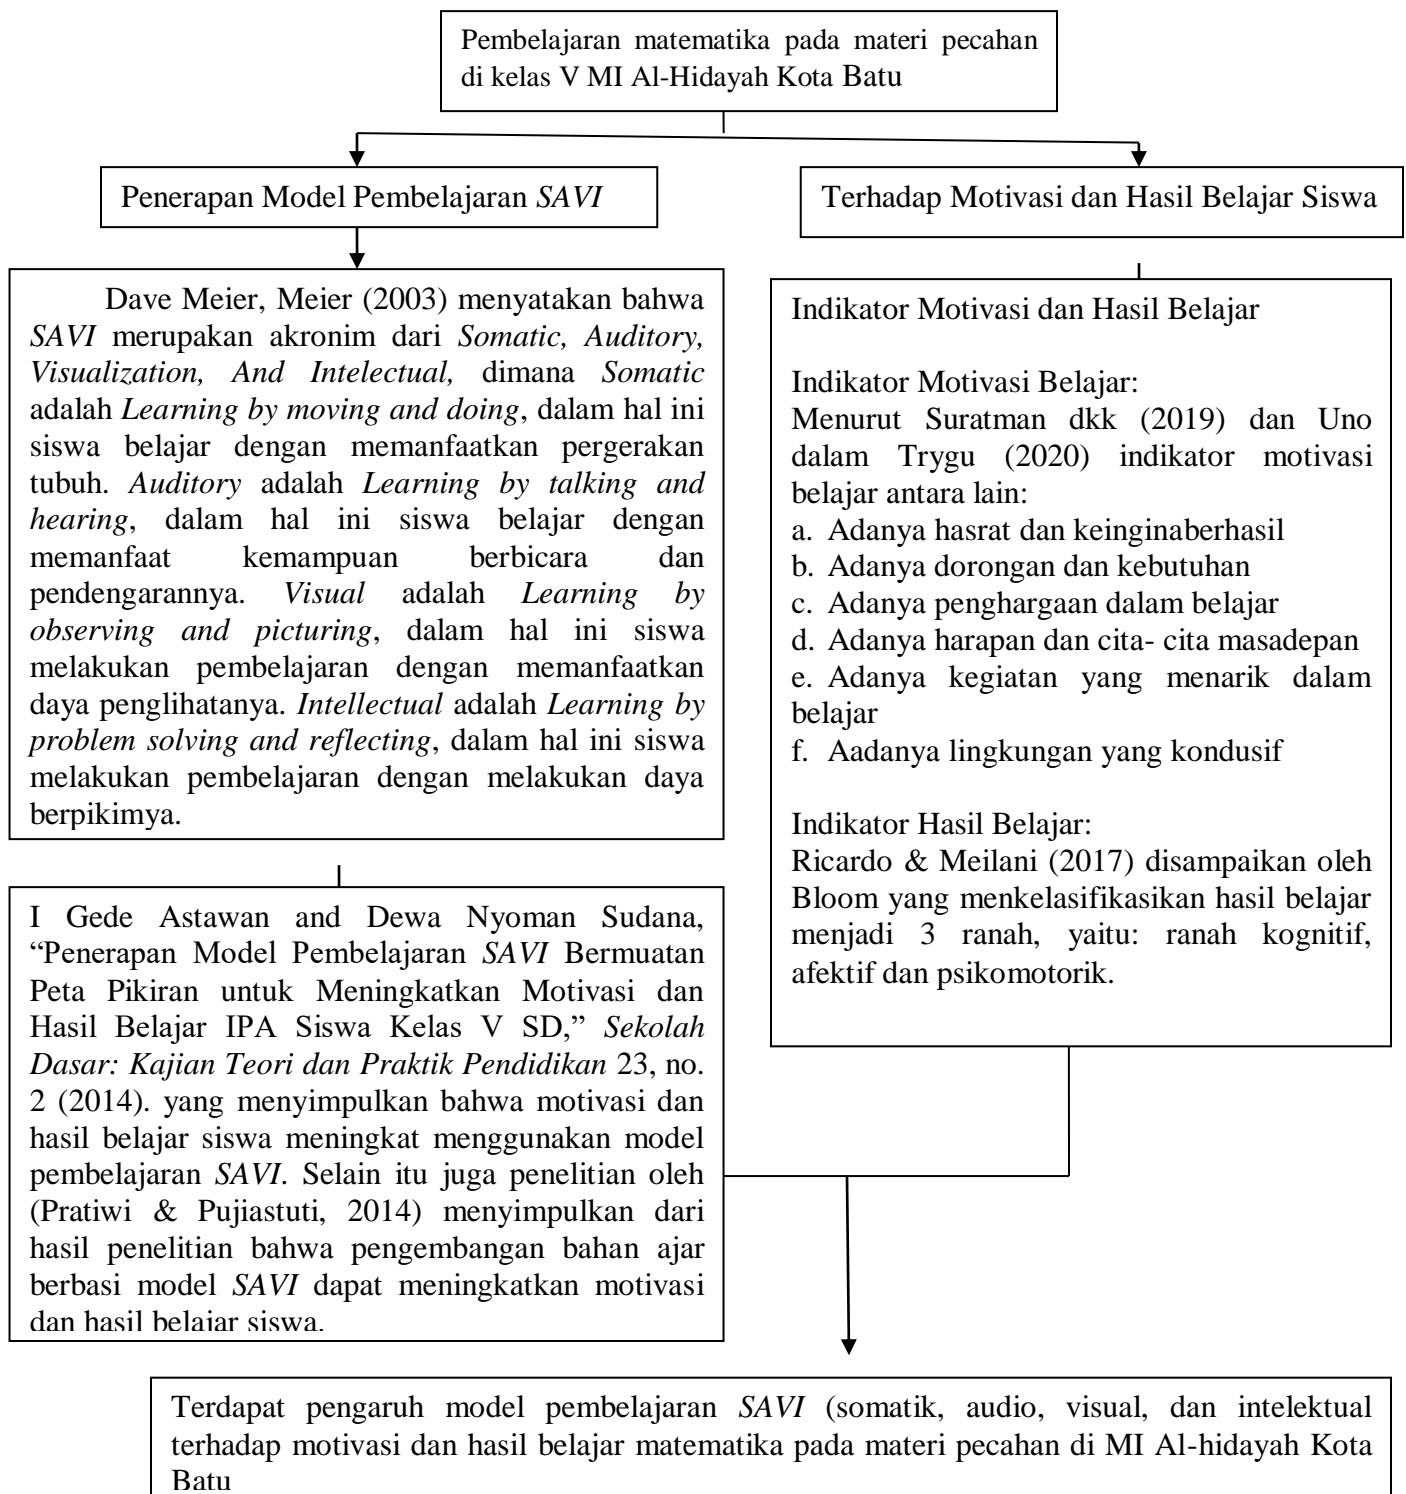 Pembelajaran matematika pada materi pecahan
di kelas V MI Al-Hidayah Kota Batu
Penerapan Model Pembelajaran SAVI
Terhadap Motivasi dan Hasil Belajar Siswa
Dave Meier, Meier (2003) menyatakan bahwa
SAVI merupakan akronim dari Somatic, Auditory,
Visualization, And Intelectual, dimana Somatic
adalah Learning by moving and doing, dalam hal ini
siswa belajar dengan memanfaatkan pergerakan
tubuh. Auditory adalah Learning by talking and
hearing, dalam hal ini siswa belajar dengan
memanfaat kemampuan berbicara dan
pendengarannya. Visual adalah Learning by
observing and picturing, dalam hal ini siswa
melakukan pembelajaran dengan memanfaatkan
daya penglihatanya. Intellectual adalah Learning by
problem solving and reflecting, dalam hal ini siswa
melakukan pembelajaran dengan melakukan daya
berpikimya.
I Gede Astawan and Dewa Nyoman Sudana,
“Penerapan Model Pembelajaran SAVI Bermuatan
Peta Pikiran untuk Meningkatkan Motivasi dan
Hasil Belajar IPA Siswa Kelas V SD,” Sekolah
Dasar: Kajian Teori dan Praktik Pendidikan 23, no.
2 (2014). yang menyimpulkan bahwa motivasi dan
hasil belajar siswa meningkat menggunakan model
pembelajaran SAVI. Selain itu juga penelitian oleh
(Pratiwi & Pujiastuti, 2014) menyimpulkan dari
hasil penelitian bahwa pengembangan bahan ajar
berbasi model SAVI dapat meningkatkan motivasi
dan hasil belajar siswa.
Indikator Motivasi dan Hasil Belajar
Indikator Motivasi Belajar:
Menurut Suratman dkk (2019) dan Uno
dalam Trygu (2020) indikator motivasi
belajar antara lain:
a. Adanya hasrat dan keinginaberhasil
b. Adanya dorongan dan kebutuhan
c. Adanya penghargaan dalam belajar
d. Adanya harapan dan cita- cita masadepan
e. Adanya kegiatan yang menarik dalam
belajar
f. Aadanya lingkungan yang kondusif
Indikator Hasil Belajar:
Ricardo & Meilani (2017) disampaikan oleh
Bloom yang menkelasifikasikan hasil belajar
menjadi 3 ranah, yaitu: ranah kognitif,
afektif dan psikomotorik.
Terdapat pengaruh model pembelajaran SAVI (somatik, audio, visual, dan intelektual
terhadap motivasi dan hasil belajar matematika pada materi pecahan di MI Al-hidayah Kota
Batu